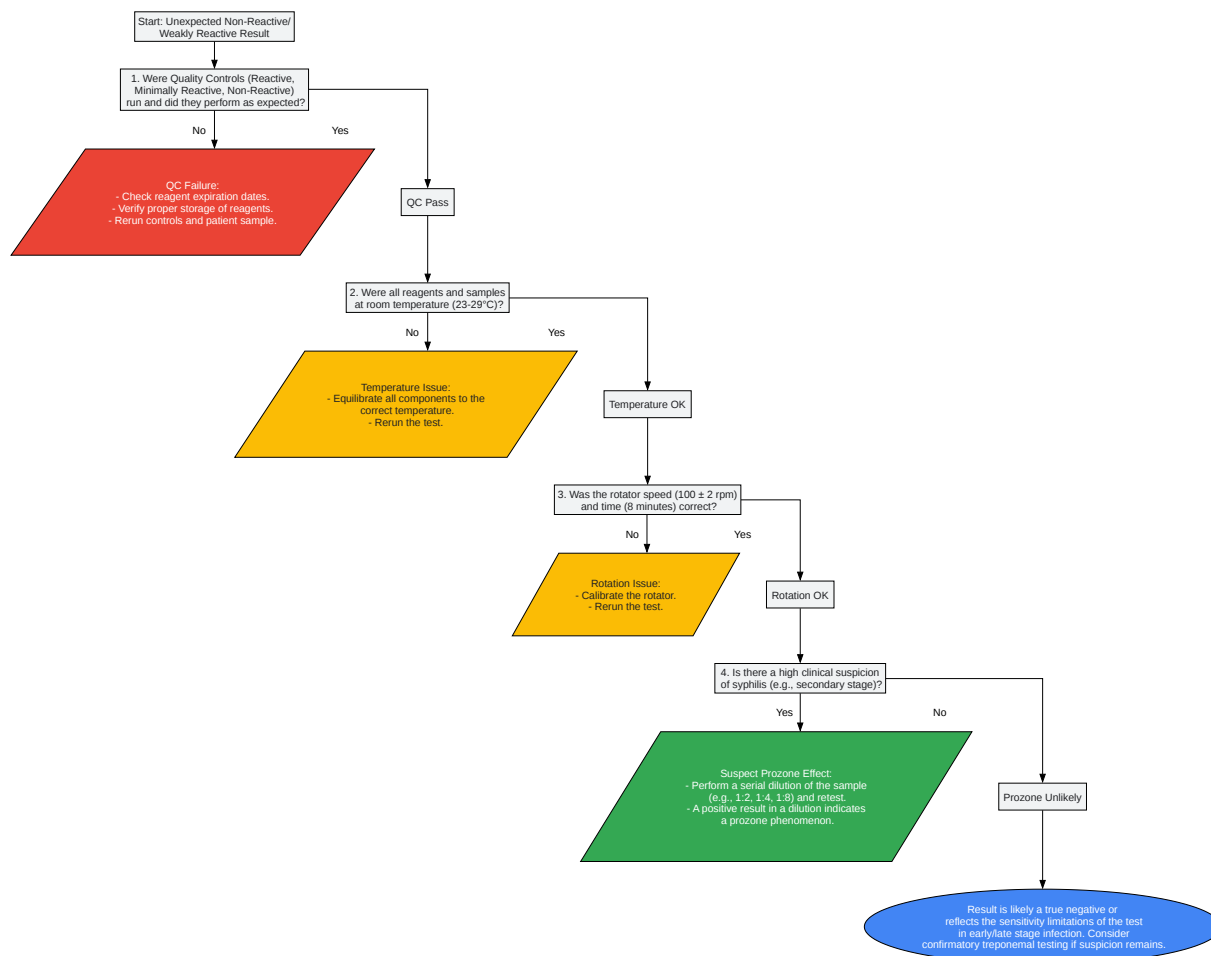 Start: Unexpected Non-Reactive/
Weakly Reactive Result
1. Were Quality Controls (Reactive,
Minimally Reactive, Non-Reactive)
run and did they perform as expected?
No
Yes
QC Failure:
- Check reagent expiration dates.
- Verify proper storage of reagents.
- Rerun controls and patient sample.
QC Pass
2. Were all reagents and samples
at room temperature (23-29°C)?
No
Yes
Temperature Issue:
- Equilibrate all components to the
correct temperature.
- Rerun the test.
Temperature OK
3. Was the rotator speed (100 ± 2 rpm)
and time (8 minutes) correct?
No
Yes
Rotation Issue:
- Calibrate the rotator.
- Rerun the test.
Rotation OK
4. Is there a high clinical suspicion
of syphilis (e.g., secondary stage)?
Yes
No
Suspect Prozone Effect:
- Perform a serial dilution of the sample
(e.g., 1:2, 1:4, 1:8) and retest.
- A positive result in a dilution indicates
a prozone phenomenon.
Prozone Unlikely
Result is likely a true negative or
reflects the sensitivity limitations of the test
in early/late stage infection. Consider
confirmatory treponemal testing if suspicion remains.